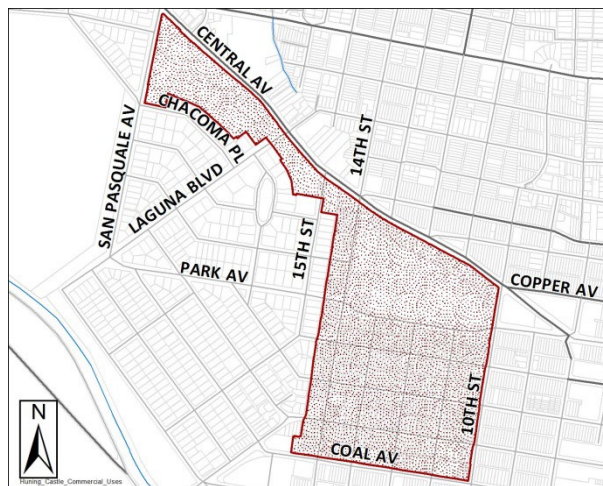 CENTRAL AV
SAN PASQUALE AV
CHACOMA PL
14TH ST
LAGUNA BLVD
15TH ST
PARK AV
COPPER AV
10TH ST
COAL AV
N
Huning_Castle_Commercial_Uses